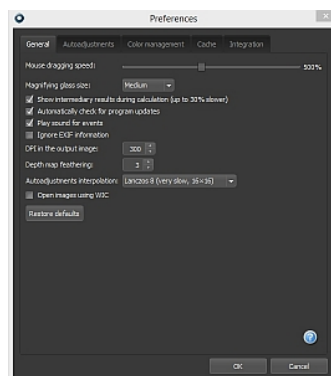 Preferences
General Autoadjustments Color management Cache Integration
Mouse dragging speed: 500%
Magnifying glass size: Medium
Show intermediary results during calculation (up to 30% slower)
Automatically check for program updates
Play sound for events
Ignore EXIF information
DPI in the output image: 300
Depth map feathering: 3
Autoadjustments interpolation: Lanczos 8 (very slow, 16×16)
Open images using WIC
Restore defaults
OK Cancel